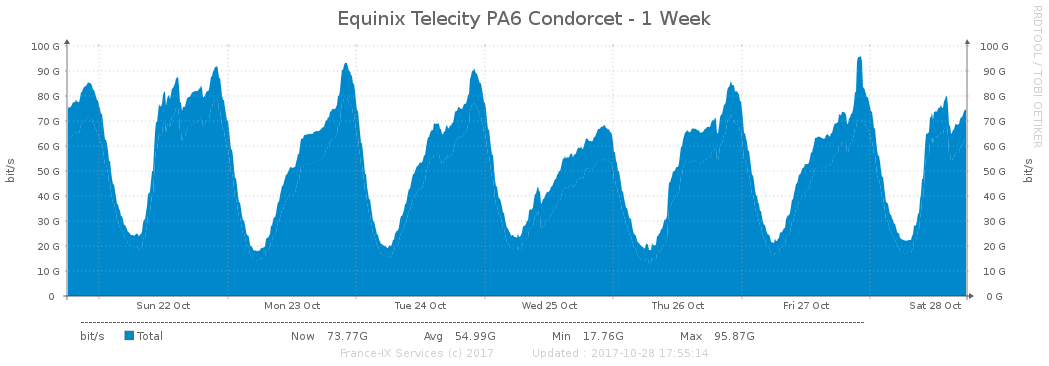 Equinix Telecity PA6 Condorcet - 1 Week
RRDTOOL / TOBI OETIKER
bit/s
100 G
90 G
80 G
70 G
60 G
50 G
40 G
30 G
20 G
10 G
0
100 G
90 G
80 G
70 G
60 G
50 G
40 G
30 G
20 G
10 G
0 G
bit/s
Sun 22 Oct Mon 23 Oct Tue 24 Oct Wed 25 Oct Thu 26 Oct Fri 27 Oct Sat 28 Oct
bit/s Total Now 73.77G Avg 54.99G Min 17.76G Max 95.87G
France-IX Services (c) 2017 Updated : 2017-10-28 17:55:14